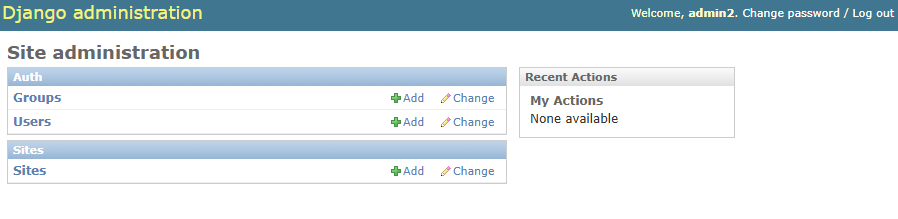 Django administration
Welcome, admin2. Change password / Log out
Site administration
Auth
Groups Add Change
Users Add Change
Sites
Sites Add Change
Recent Actions
My Actions
None available